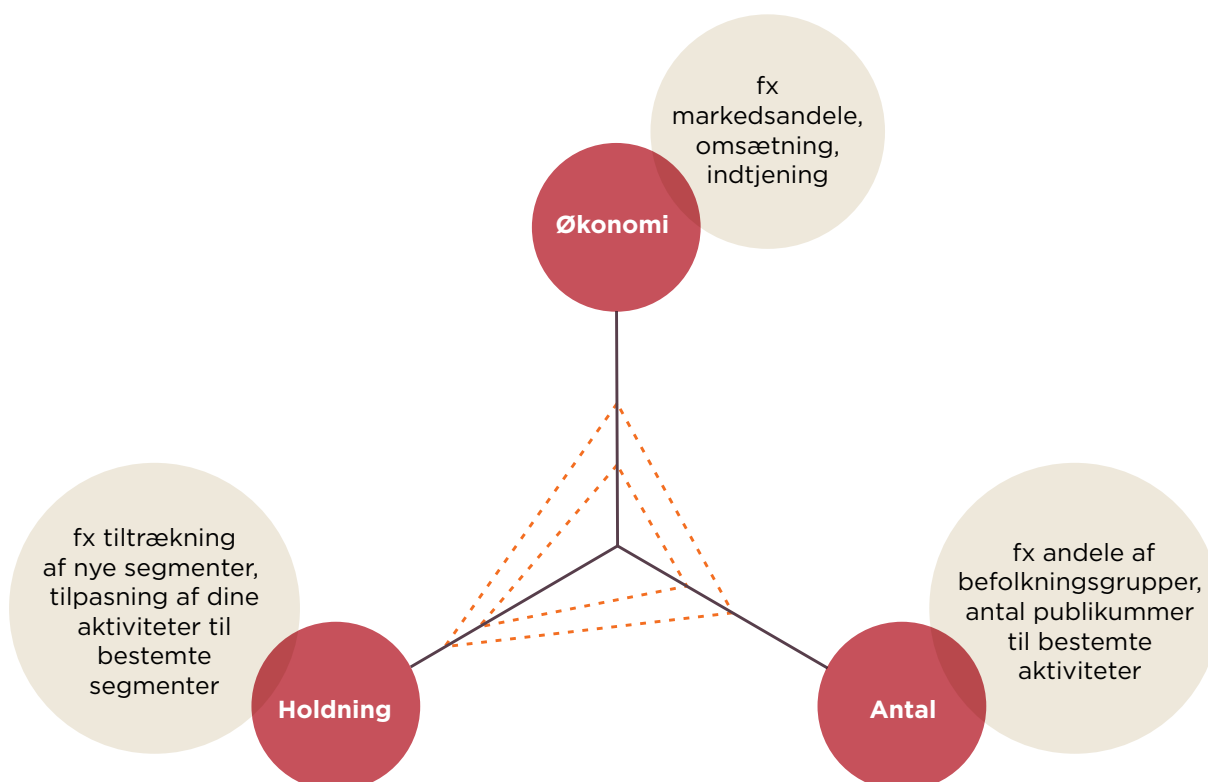 fx
markedsandele,
omsætning,
indtjening
Økonomi
fx tiltrækning
af nye segmenter,
tilpasning af dine
aktiviteter til
bestemte
segmenter
Holdning
fx andele af
befolkningsgrupper,
antal publikummer
til bestemte
aktiviteter
Antal